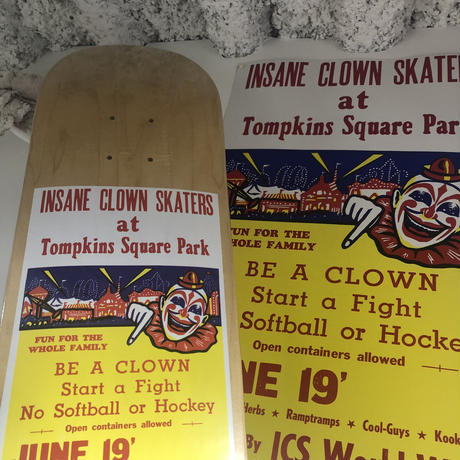 INSANE CLOWN SKATERS
at
Tompkins Square Park
FUN FOR THE
WHOLE FAMILY
BE A CLOWN
Start a Fight
No Softball or Hockey
Open containers allowed
JUNE 19'
INSANE CLOWN SKATE
at
Tompkins Square Par
FUN FOR THE
HOLE FAMILY
BE A CLOWN
Start a Fight
Softball or Hocke
Open containers allowed
NE 19'
Herbs ★ Ramptramps ★ Cool-Guys ★ Kook
By ICS World